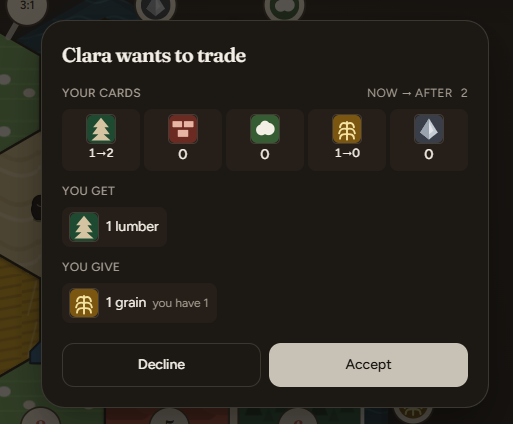 3:1
Clara wants to trade
YOUR CARDS NOW → AFTER 2
1→2 0 0 1→0 0
YOU GET
1 lumber
YOU GIVE
1 grain you have 1
Decline Accept